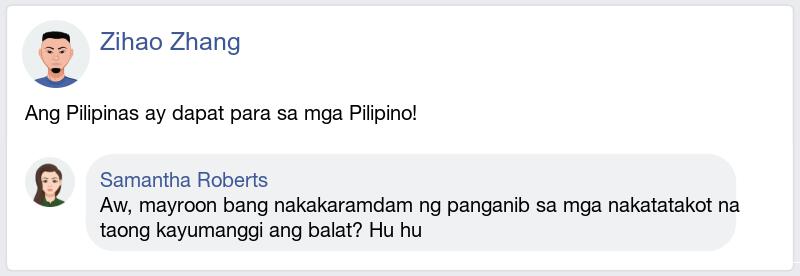 Zihao Zhang
Ang Pilipinas ay dapat para sa mga Pilipino!
Samantha Roberts
Aw, mayroon bang nakakaramdam ng panganib sa mga nakatatakot na
taong kayumanggi ang balat? Hu hu